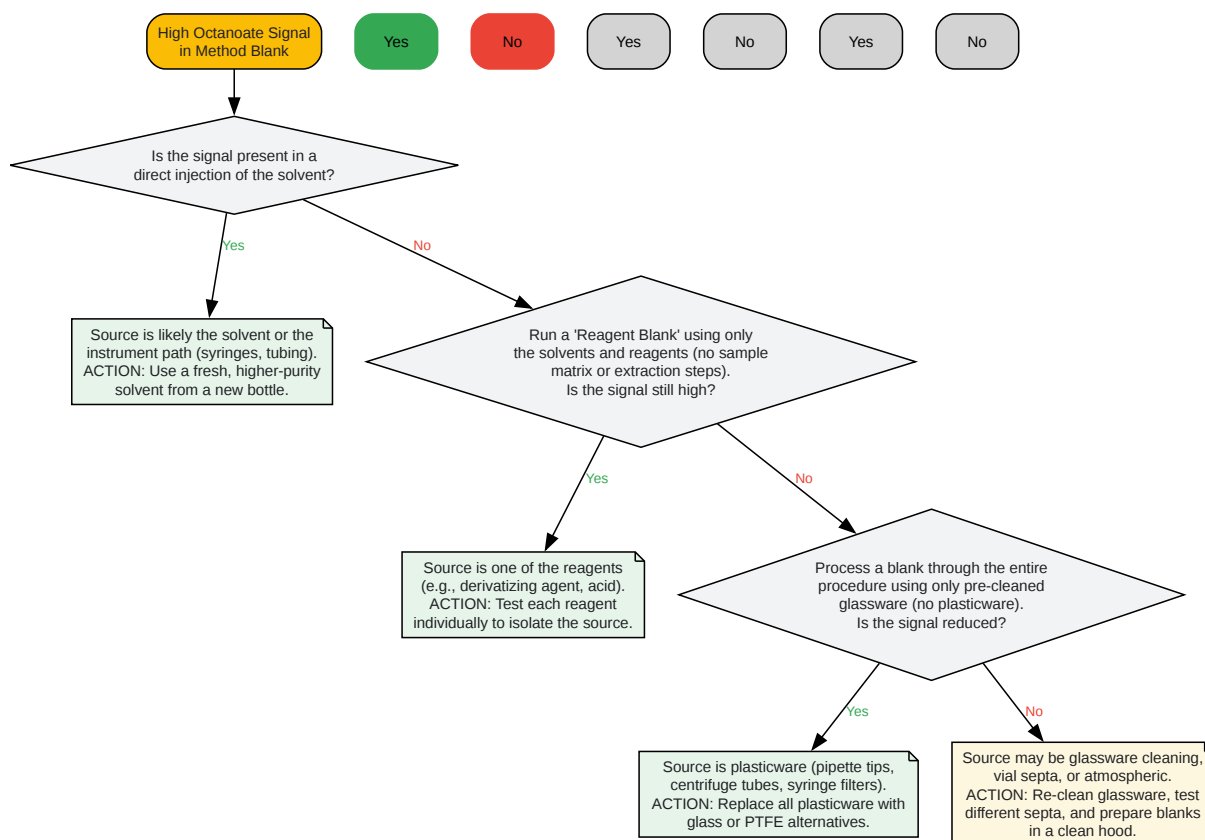 High Octanoate Signal
in Method Blank
Yes
No
Yes
No
Yes
No
Is the signal present in a
direct injection of the solvent?
Yes
No
Source is likely the solvent or the
instrument path (syringes, tubing).
ACTION: Use a fresh, higher-purity
solvent from a new bottle.
Run a 'Reagent Blank' using only
the solvents and reagents (no sample
matrix or extraction steps).
Is the signal still high?
Yes
No
Source is one of the reagents
(e.g., derivatizing agent, acid).
ACTION: Test each reagent
individually to isolate the source.
Process a blank through the entire
procedure using only pre-cleaned
glassware (no plasticware).
Is the signal reduced?
Yes
No
Source is plasticware (pipette tips,
centrifuge tubes, syringe filters).
ACTION: Replace all plasticware with
glass or PTFE alternatives.
Source may be glassware cleaning,
vial septa, or atmospheric.
ACTION: Re-clean glassware, test
different septa, and prepare blanks
in a clean hood.